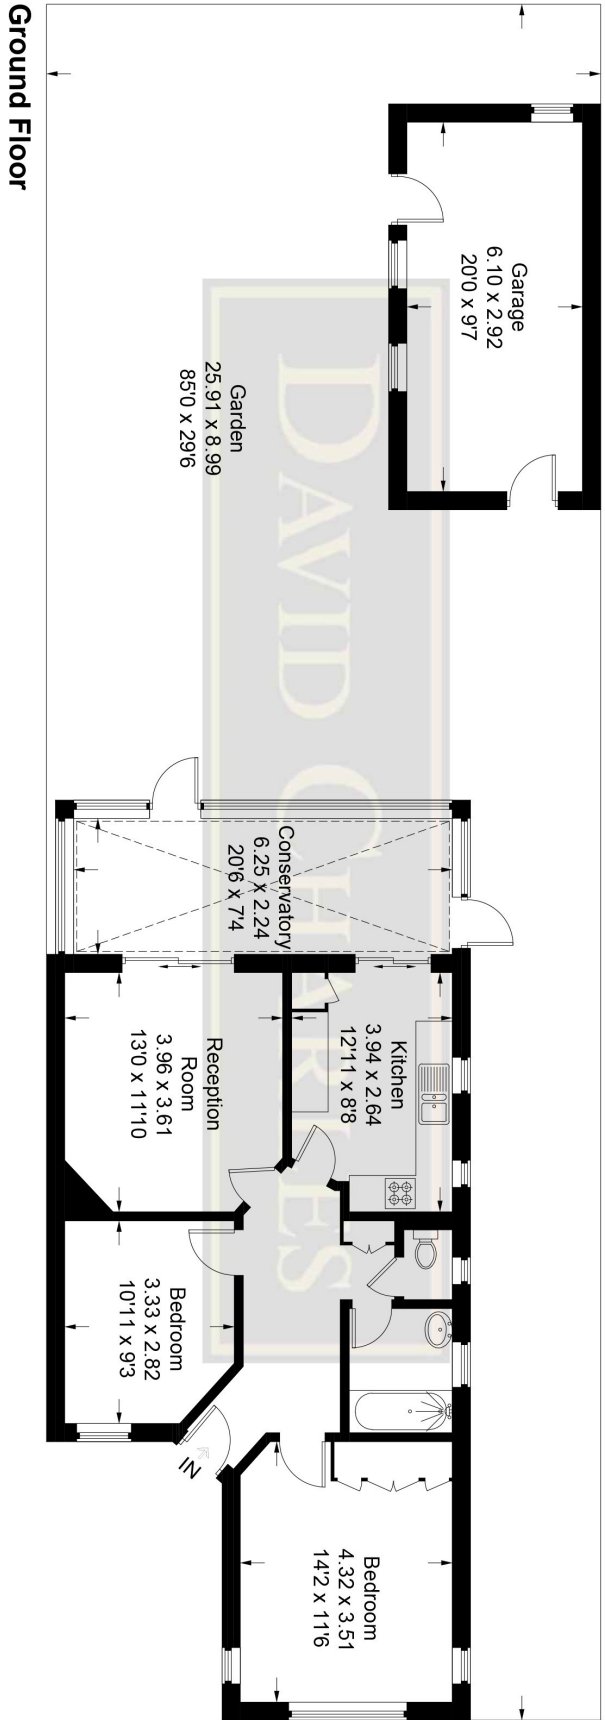 Ground Floor
Garage
6.10 x 2.92
20'0 x 9'7
Garden
25.91 x 8.99
85'0 x 29'6
DAVID CHARLES
Conservatory
6.25 x 2.24
20'6 x 7'4
Kitchen
3.94 x 2.64
12'11 x 8'8
Reception
Room
3.96 x 3.61
13'0 x 11'10
Bedroom
3.33 x 2.82
10'11 x 9'3
IN
Bedroom
4.32 x 3.51
14'2 x 11'6